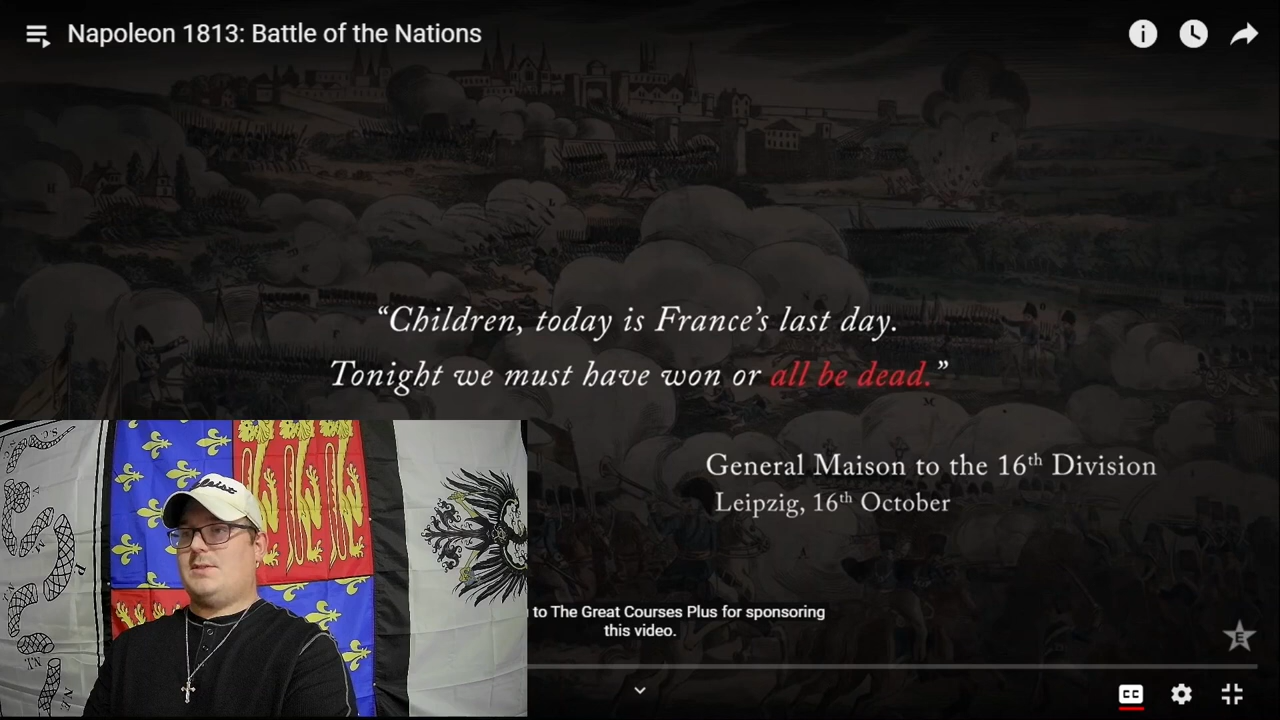 Napoleon 1813: Battle of the Nations
“Children, today is France’s last day.
Tonight we must have won or all be dead.”
General Maison to the 16th Division
Leipzig, 16th October
to The Great Courses Plus for sponsoring
this video.
E
CC